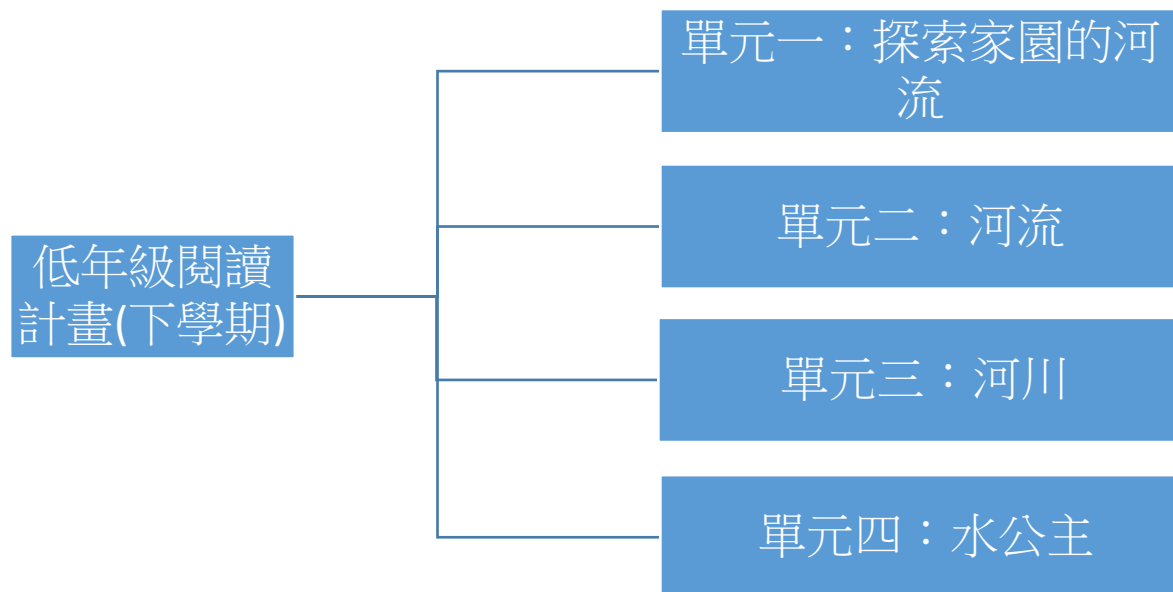 低年級閱讀
計畫(下學期)
單元一：探索家園的河
流
單元二：河流
單元三：河川
單元四：水公主